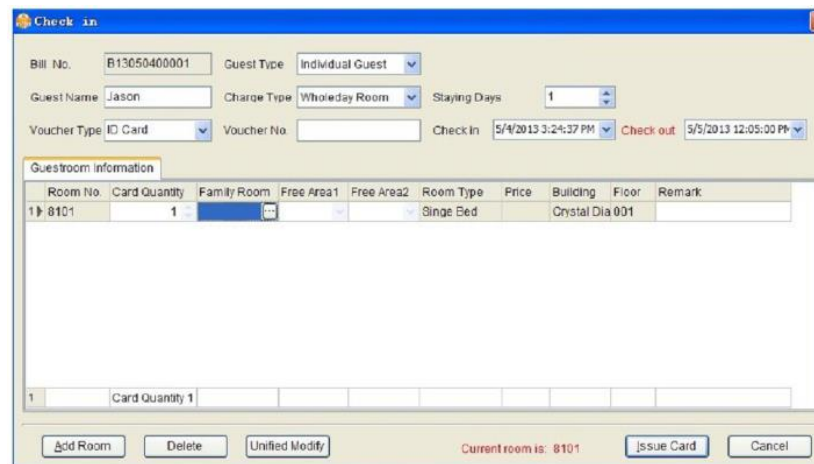 Check in
Bill No. B13050400001 Guest Type Individual Guest
Guest Name Jason Charge Type Wholeday Room Staying Days 1
Voucher Type ID Card Voucher No. Check in 5/4/2013 3:24:37 PM Check out 5/5/2013 12:05:00 PM
Guestroom information
Room No. Card Quantity Family Room Free Area1 Free Area2 Room Type Price Building Floor Remark
1 8101 1 Singe Bed Crystal Dia 001
1 Card Quantity 1
Add Room Delete Unified Modify Current room is: 8101 Issue Card Cancel